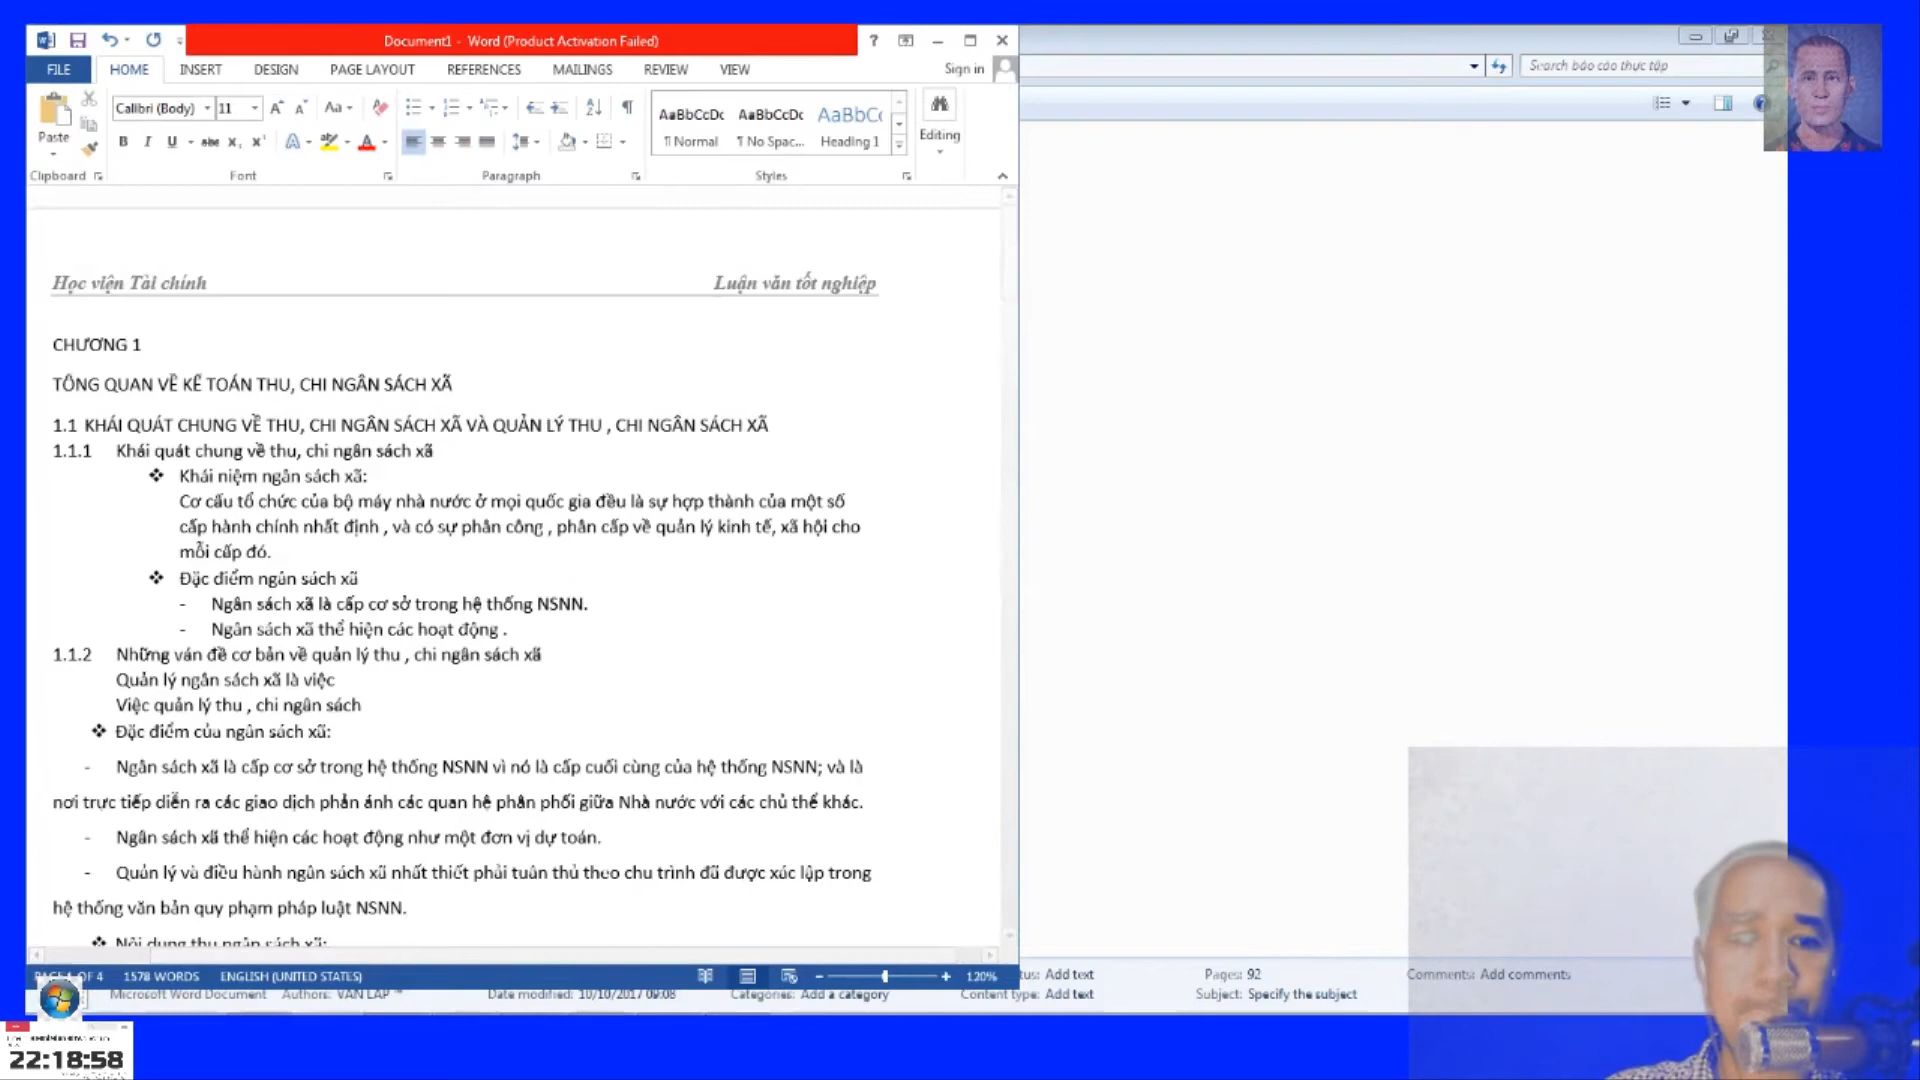 Document1 - Word (Product Activation Failed)
FILE HOME INSERT DESIGN PAGE LAYOUT REFERENCES MAILINGS REVIEW VIEW Sign in
Search báo cáo thực tập
Paste Calibri (Body) 11
AaBbCcDc AaBbCcDc AaBbCc
¶ Normal ¶ No Spac... Heading 1
Editing
Clipboard Font Paragraph Styles
Học viện Tài chính Luận văn tốt nghiệp
CHƯƠNG 1
TỔNG QUAN VỀ KẾ TOÁN THU, CHI NGÂN SÁCH XÃ
1.1 KHÁI QUÁT CHUNG VỀ THU, CHI NGÂN SÁCH XÃ VÀ QUẢN LÝ THU , CHI NGÂN SÁCH XÃ
1.1.1 Khái quát chung về thu, chi ngân sách xã
❖ Khái niệm ngân sách xã:
Cơ cấu tổ chức của bộ máy nhà nước ở mọi quốc gia đều là sự hợp thành của một số
cấp hành chính nhất định , và có sự phân công , phân cấp về quản lý kinh tế, xã hội cho
mỗi cấp đó.
❖ Đặc điểm ngân sách xã
- Ngân sách xã là cấp cơ sở trong hệ thống NSNN.
- Ngân sách xã thể hiện các hoạt động .
1.1.2 Những ván đề cơ bản về quản lý thu , chi ngân sách xã
Quản lý ngân sách xã là việc
Việc quản lý thu , chi ngân sách
❖ Đặc điểm của ngân sách xã:
- Ngân sách xã là cấp cơ sở trong hệ thống NSNN vì nó là cấp cuối cùng của hệ thống NSNN; và là
nơi trực tiếp diễn ra các giao dịch phản ánh các quan hệ phân phối giữa Nhà nước với các chủ thể khác.
- Ngân sách xã thể hiện các hoạt động như một đơn vị dự toán.
- Quản lý và điều hành ngân sách xã nhất thiết phải tuân thủ theo chu trình đã được xác lập trong
hệ thống văn bản quy phạm pháp luật NSNN.
❖ Nội dung thu ngân sách xã:
PAGE 1 OF 4 1578 WORDS ENGLISH (UNITED STATES) 120%
Add text Pages: 92 Comments: Add comments
Microsoft Word Document Authors: VAN LAP Date modified: 10/10/2017 09:08 Categories: Add a category Content type: Add text Subject: Specify the subject
22:18:58